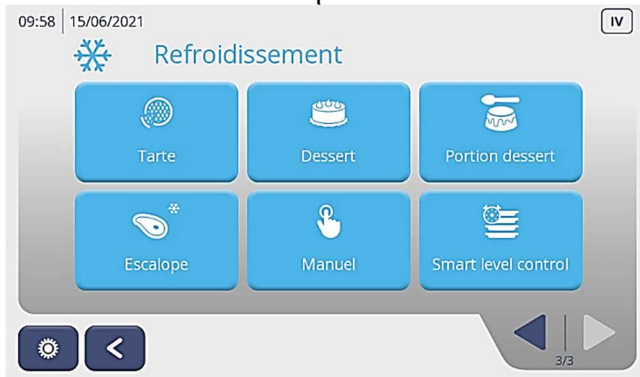 09:58 15/06/2021 IV
Refroidissement
Tarte Dessert Portion dessert
Escalope Manuel Smart level control
3/3